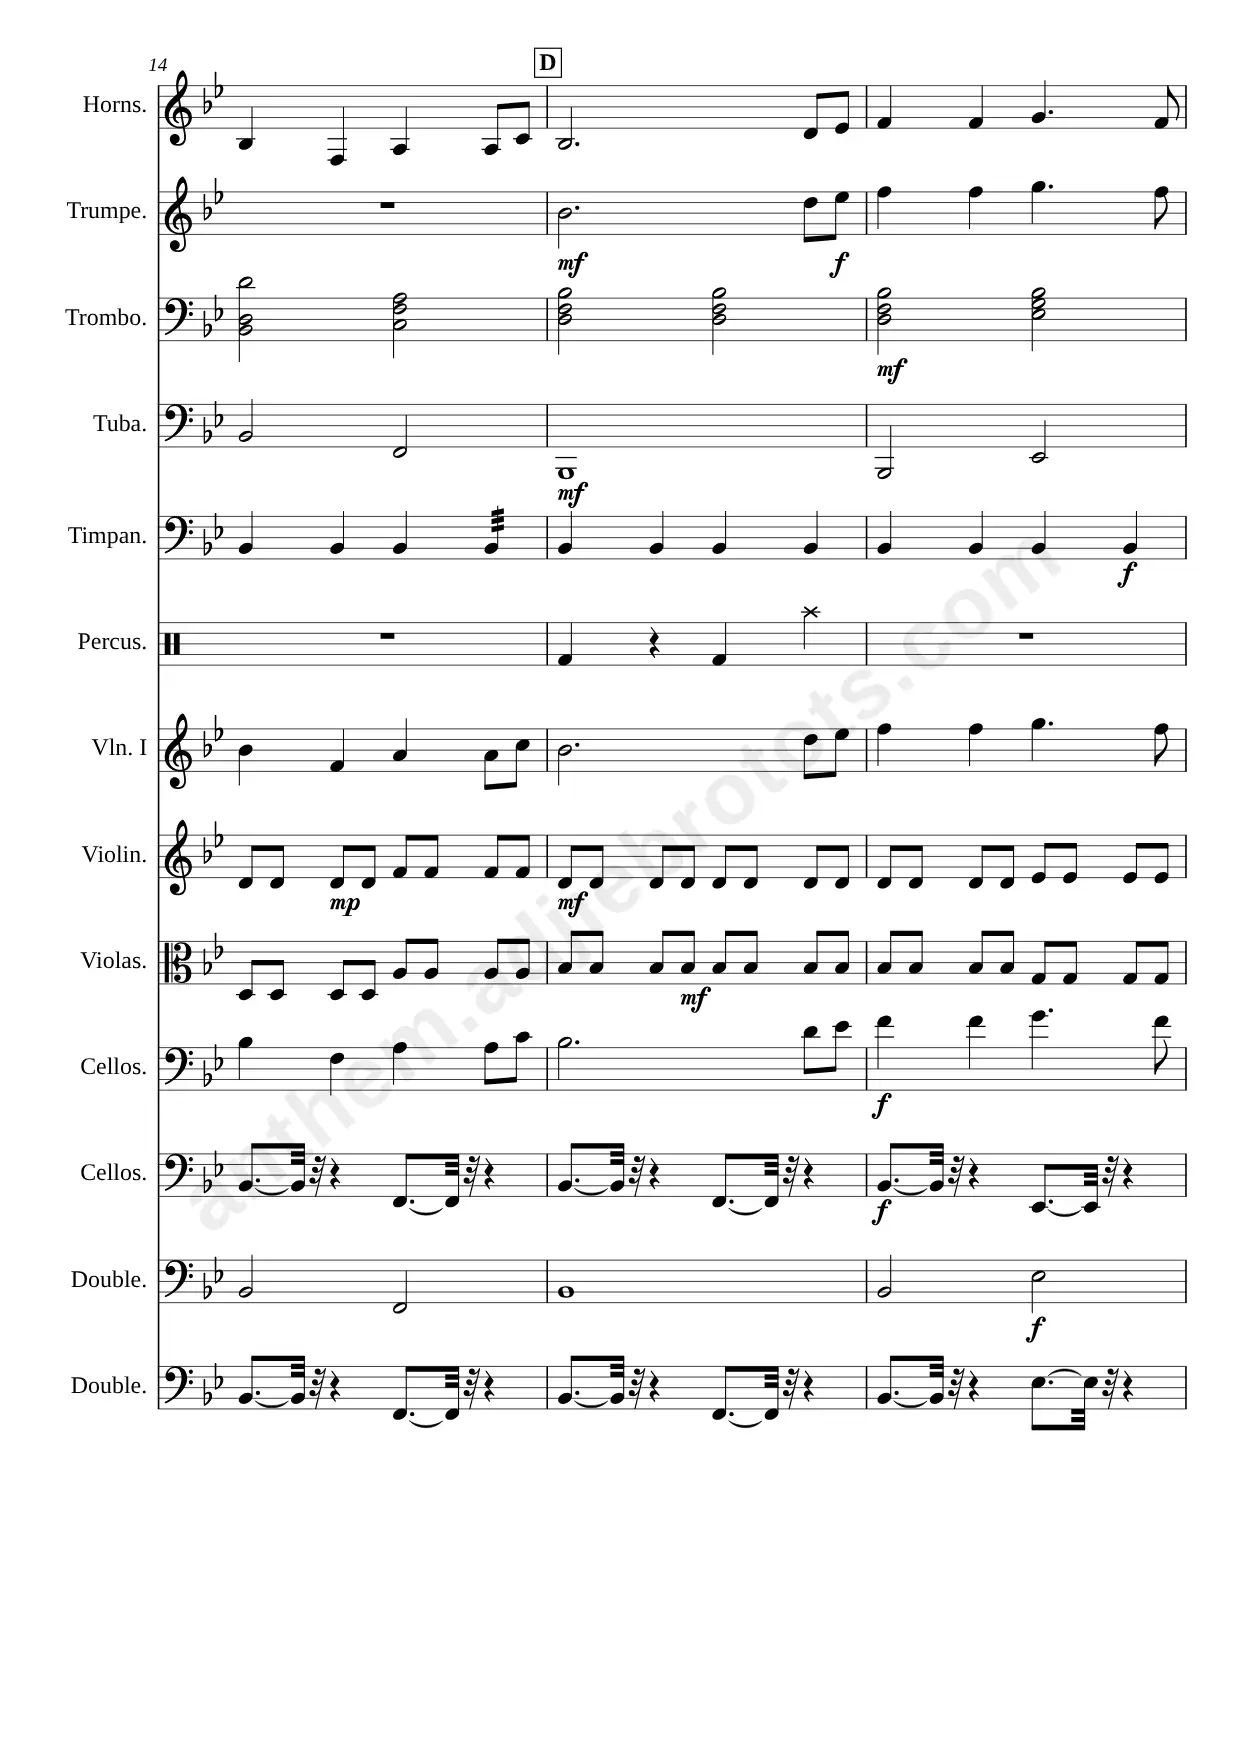 14
D
Horns.
Trumpe.
mf
f
Trombo.
mf
Tuba.
mf
Timpan.
f
Percus.
Vln. I
Violin.
mp
mf
Violas.
mf
Cellos.
f
Cellos.
f
Double.
f
Double.
anthem.adjiebrotots.com